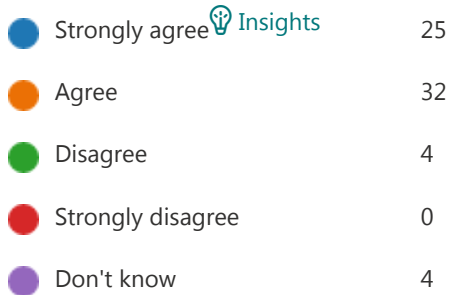 Strongly agree Insights 25
Agree 32
Disagree 4
Strongly disagree 0
Don't know 4